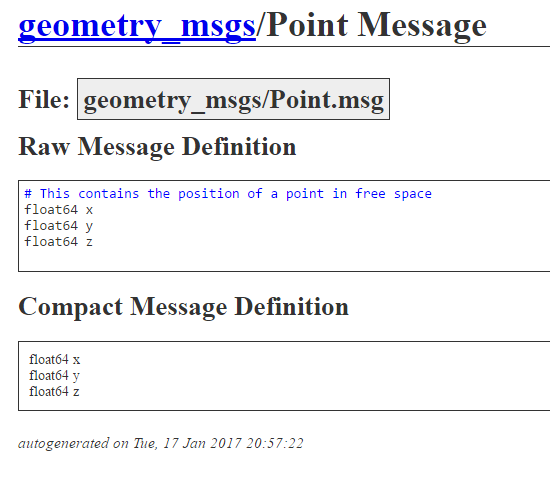 geometry_msgs/Point Message
File: geometry_msgs/Point.msg
Raw Message Definition
# This contains the position of a point in free space
float64 x
float64 y
float64 z
Compact Message Definition
float64 x
float64 y
float64 z
autogenerated on Tue, 17 Jan 2017 20:57:22